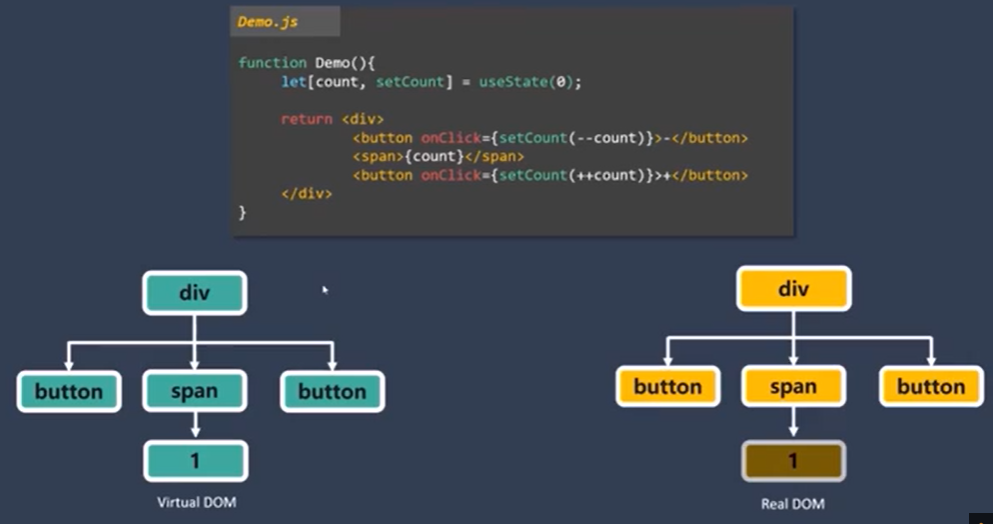 Demo.js
function Demo(){
let[count, setCount] = useState(0);
return <div>
<button onClick={setCount(--count)}>-</button>
<span>{count}</span>
<button onClick={setCount(++count)}>+</button>
</div>
}
div
div
button
span
button
button
span
button
1
1
Virtual DOM
Real DOM